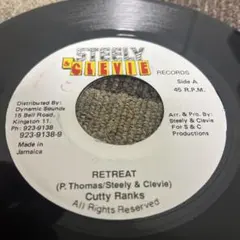 STEELY
& CLEVIE
RECORDS
Distributed By:
Dynamic Sounds
15 Bell Road,
Kingston 11.
Ph: 923-9138
923-9138-9
Made in
Jamaica
Side A
45 R.P.M.
Arr. & Pro. By:
Steely & Clevie
For S & C
Productions
RETREAT
(P. Thomas/Steely & Clevie)
Cutty Ranks
All Rights Reserved